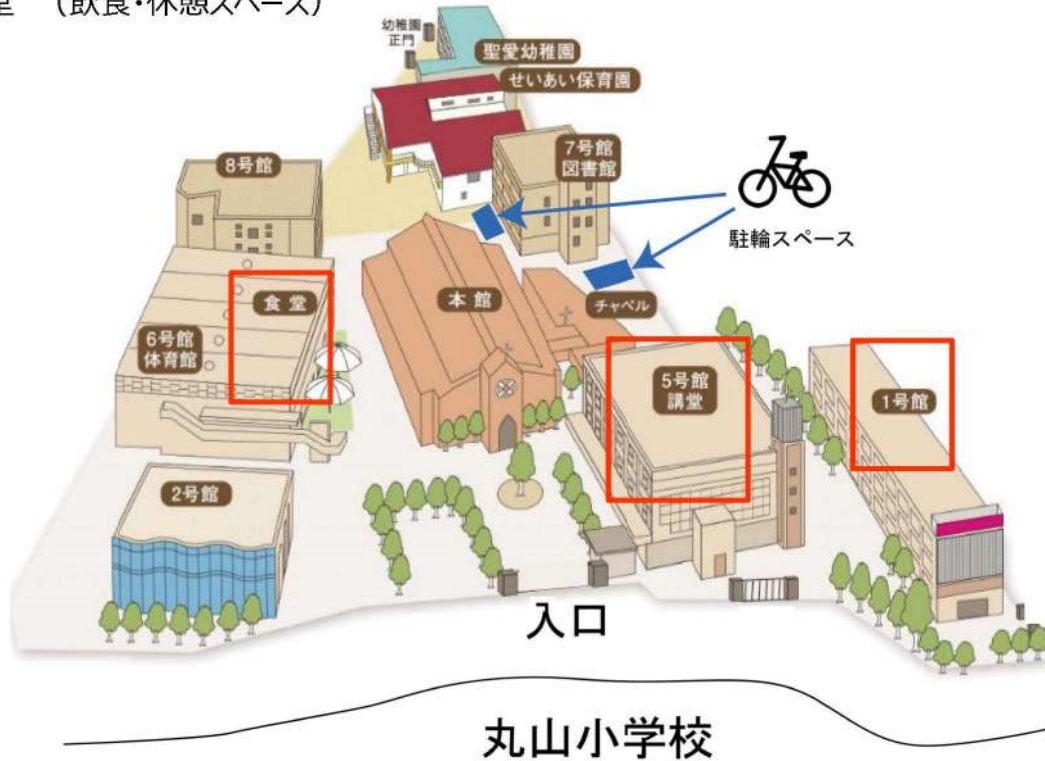 堂 （飲食・休憩スペース）
幼稚園
正門
聖愛幼稚園
せいあい保育園
7号館
図書館
8号館
駐輪スペース
食堂
本館
チャペル
6号館
体育館
5号館
講堂
1号館
2号館
入口
丸山小学校